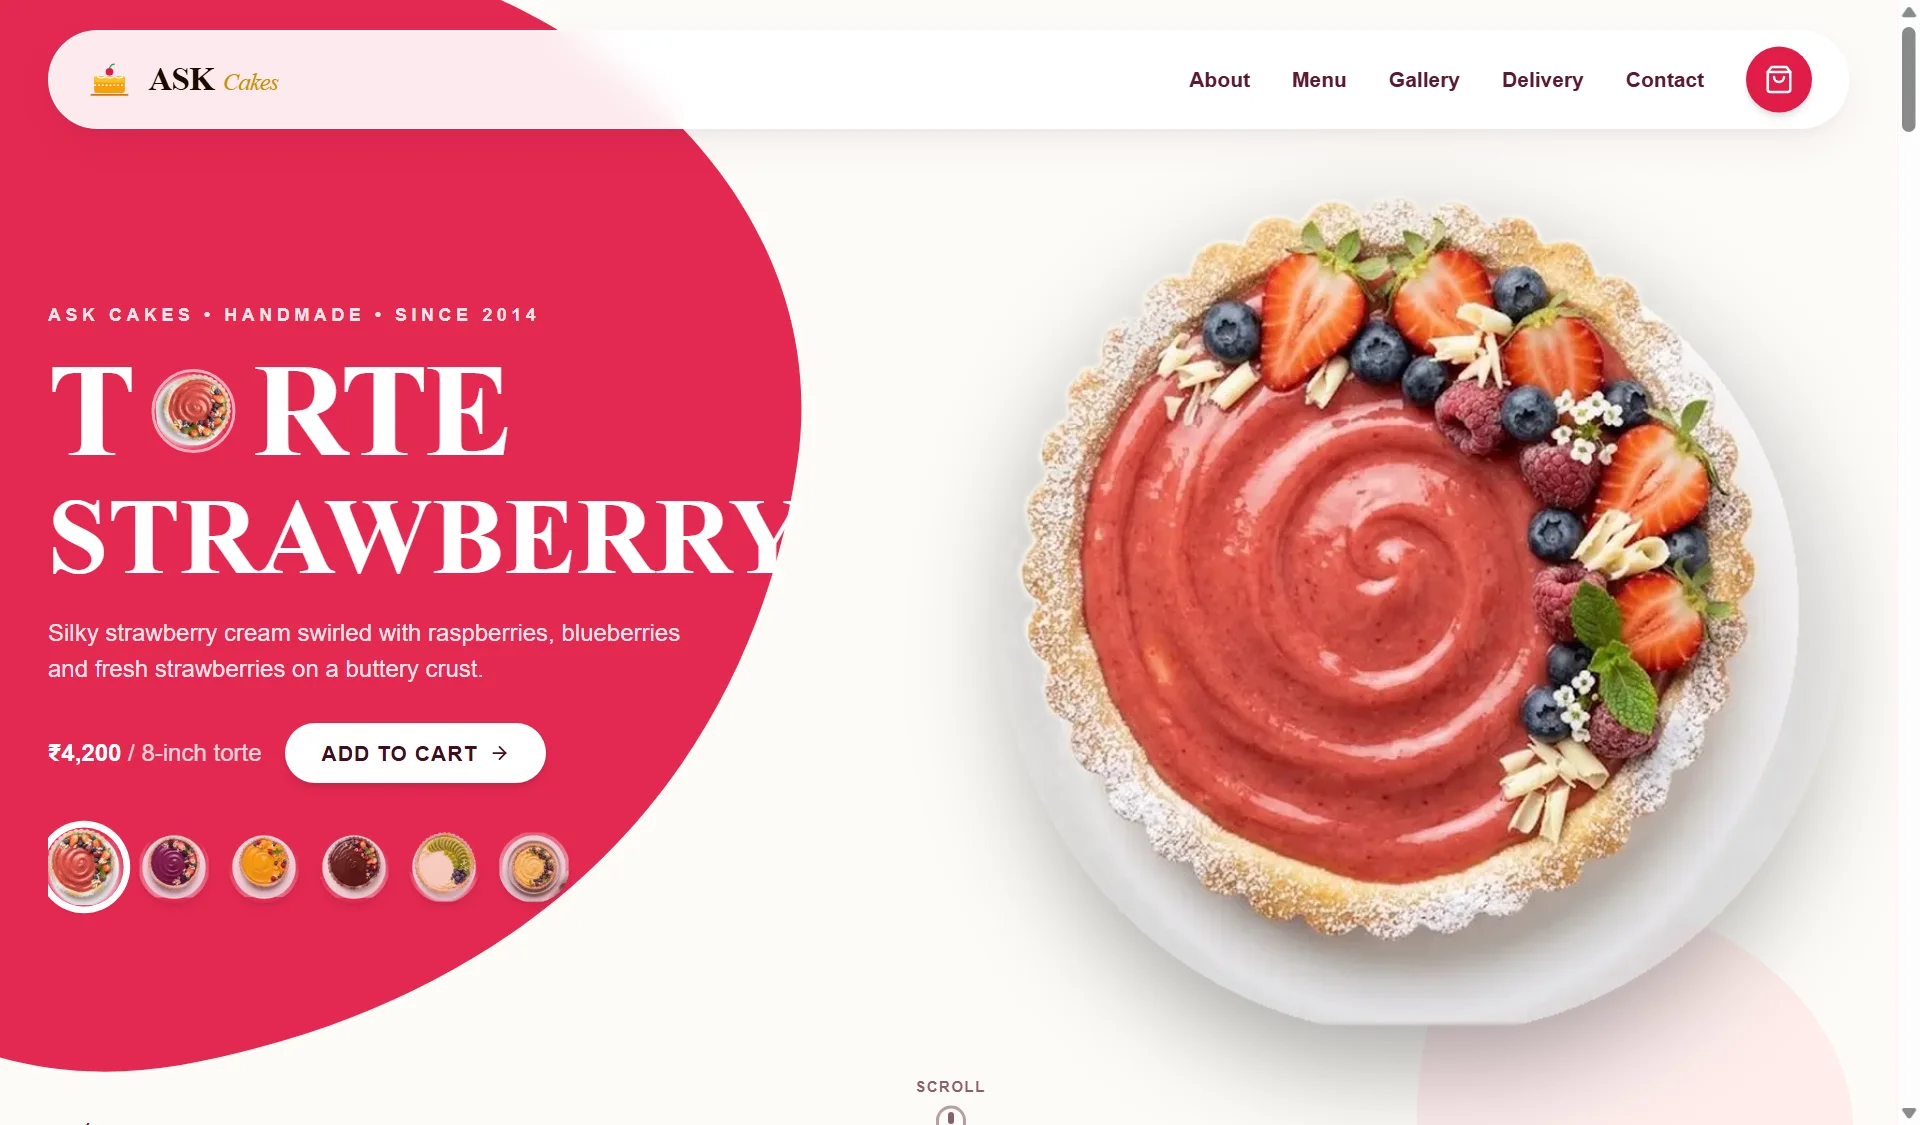 ASK Cakes
About Menu Gallery Delivery Contact
ASK CAKES • HANDMADE • SINCE 2014
T RTE
STRAWBERRY
Silky strawberry cream swirled with raspberries, blueberries
and fresh strawberries on a buttery crust.
₹4,200 / 8-inch torte
ADD TO CART →
SCROLL